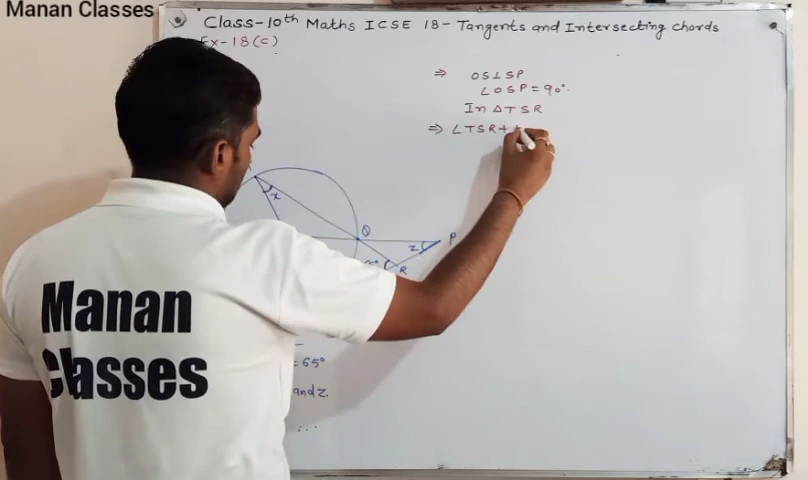 Manan Classes
Class-10th Maths ICSE 18- Tangents and Intersecting Chords
Ex-18(c)
⇒ OS⊥SP
∠OSP=90°.
In △TSR
⇒ ∠TSR+
x
Q
z
P
R
= 65°
and z.
Manan
Classes